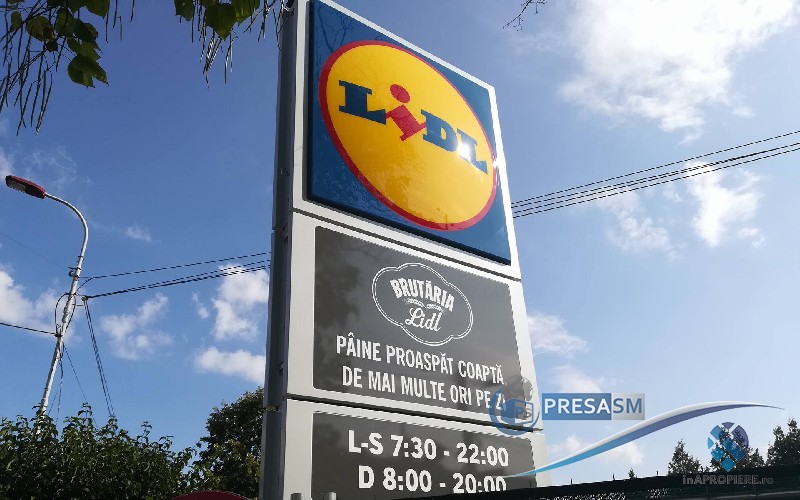 LIDL
BRUTĂRIA
Lidl
PÂINE PROASPĂT COAPTĂ
DE MAI MULTE ORI PE
L-S 7:30 - 22:00
D 8:00 - 20:00
PS PRESASM
inAPROPIERE.ro